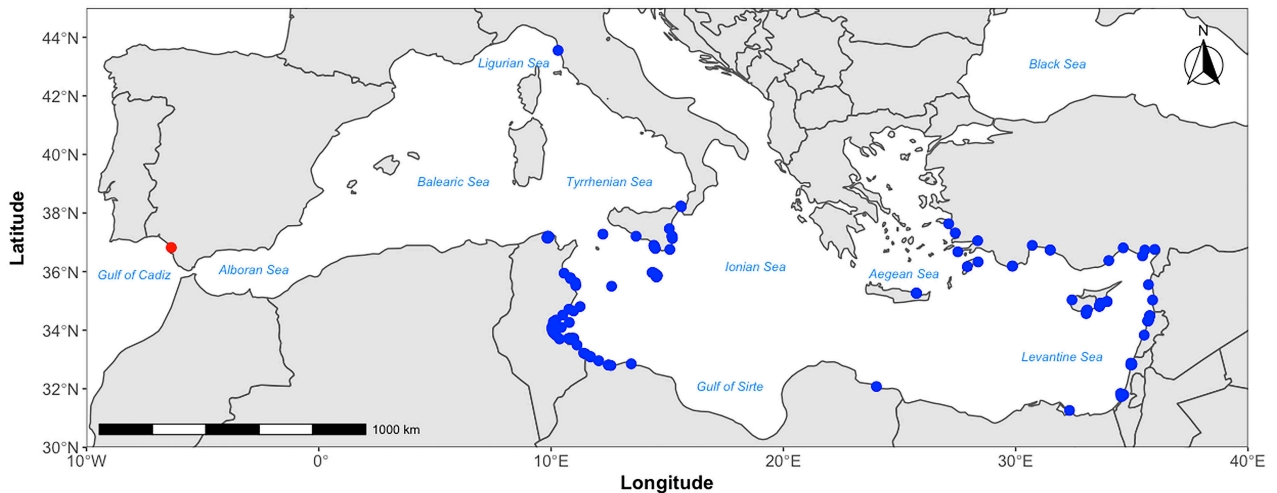 N
44°N
Ligurian Sea
Black Sea
42°N
40°N
Balearic Sea
Tyrrhenian Sea
38°N
Latitude
36°N
Gulf of Cadiz
Alboran Sea
Ionian Sea
Aegean Sea
34°N
Levantine Sea
32°N
Gulf of Sirte
1000 km
30°N
10°W
0°
10°E
20°E
30°E
40°E
Longitude